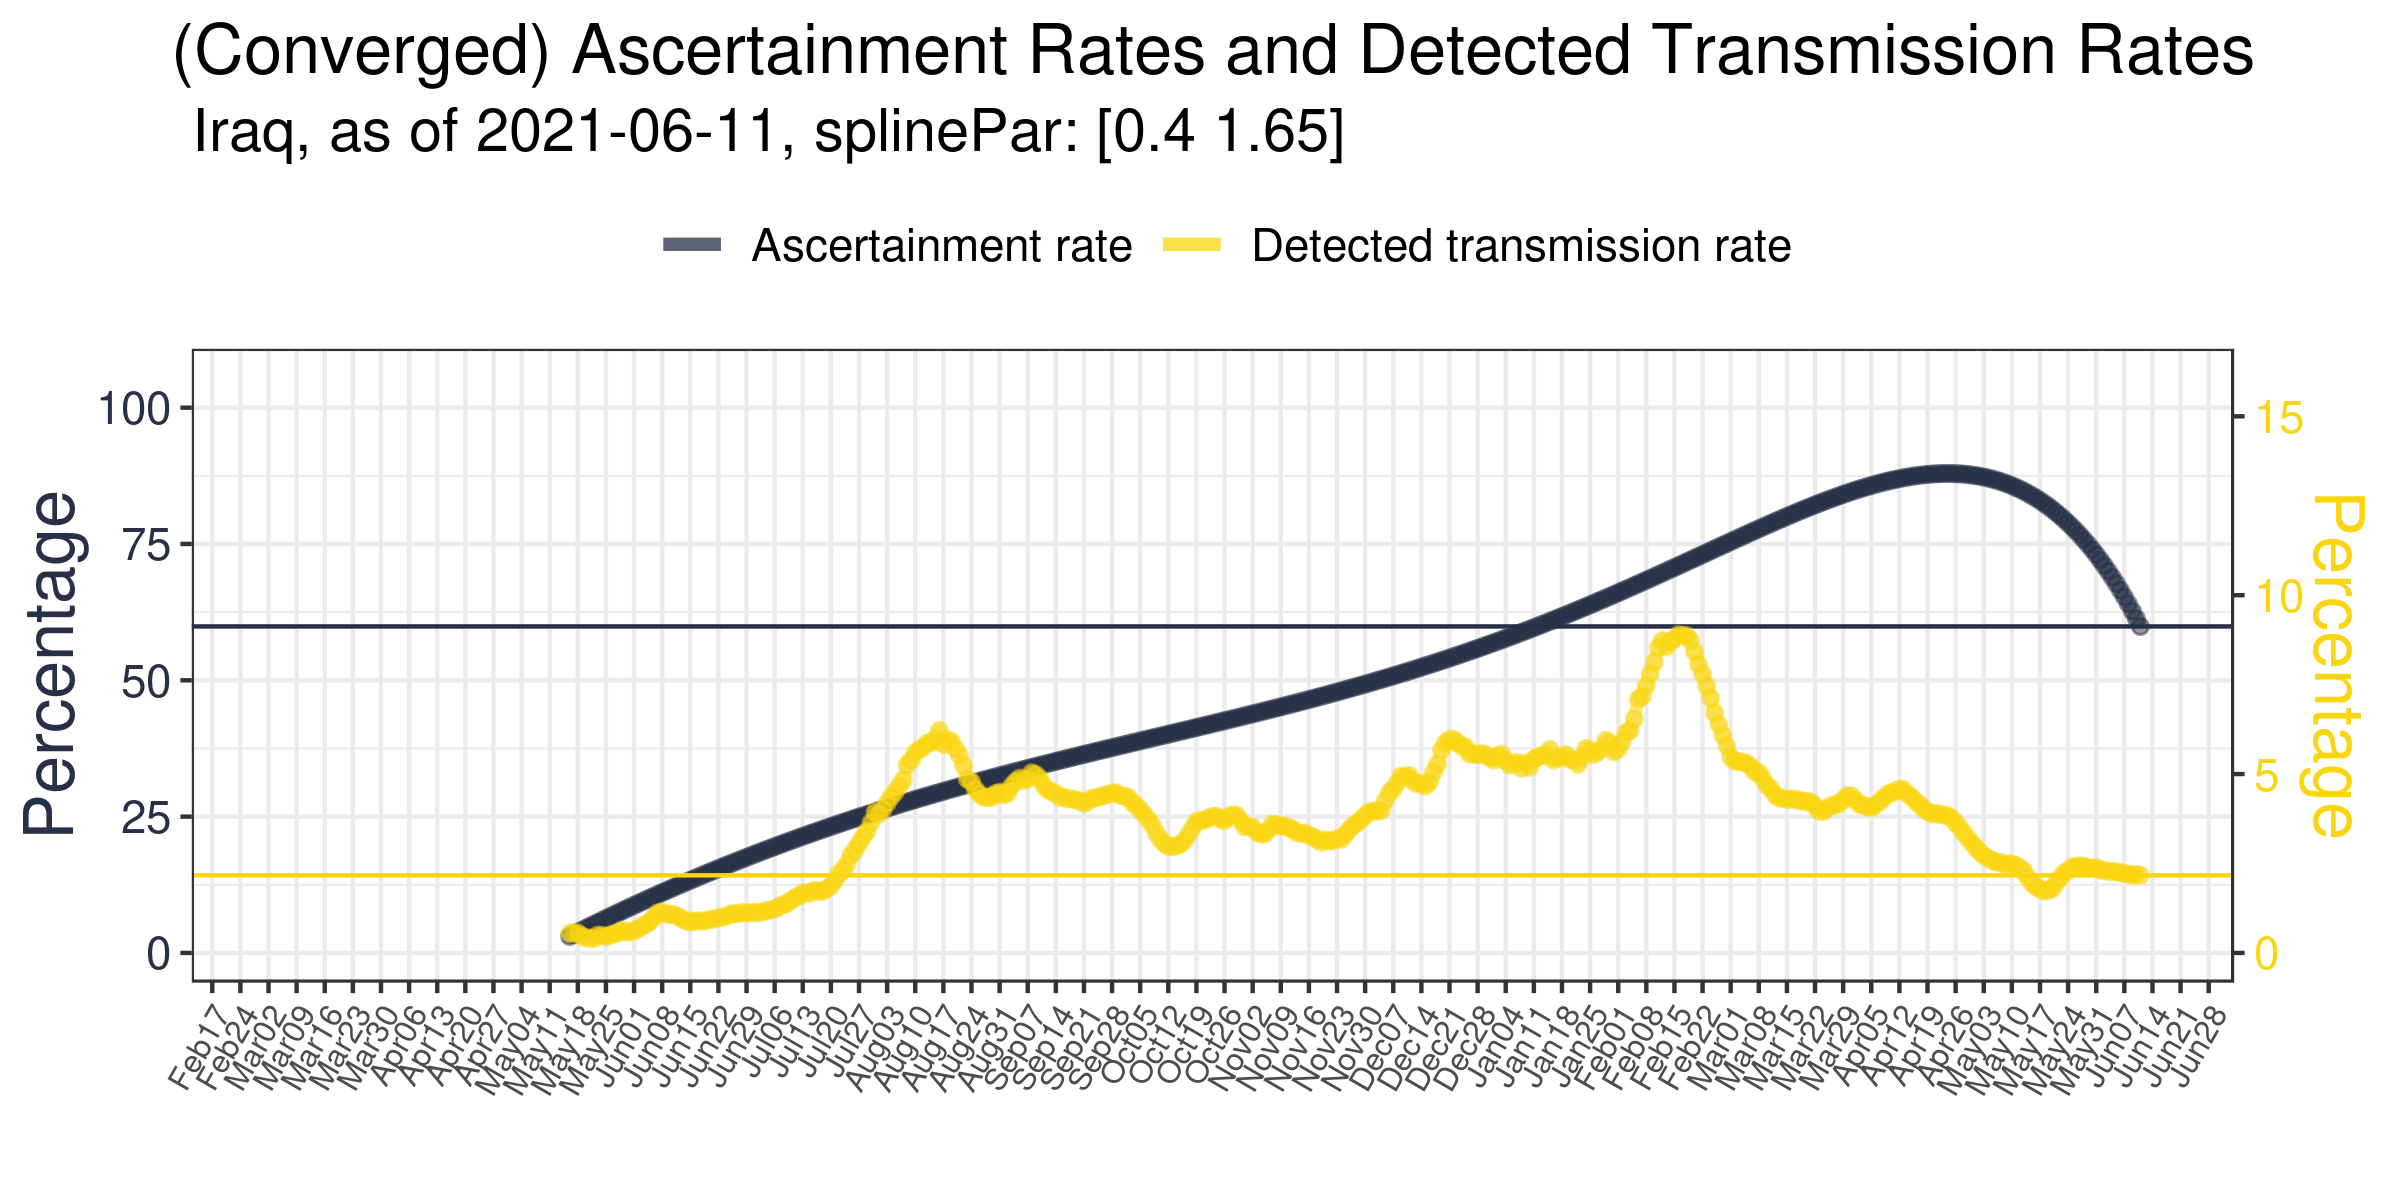 (Converged) Ascertainment Rates and Detected Transmission Rates
Iraq, as of 2021-06-11, splinePar: [0.4 1.65]
Ascertainment rate Detected transmission rate
Percentage
100
75
50
25
0
15
10
5
0
Percentage
Feb17 Feb24 Mar02 Mar09 Mar16 Mar23 Mar30 Apr06 Apr13 Apr20 Apr27 May04 May11 May18 May25 Jun01 Jun08 Jun15 Jun22 Jun29 Jul06 Jul13 Jul20 Jul27 Aug03 Aug10 Aug17 Aug24 Aug31 Sep07 Sep14 Sep21 Sep28 Oct05 Oct12 Oct19 Oct26 Nov02 Nov09 Nov16 Nov23 Nov30 Dec07 Dec14 Dec21 Dec28 Jan04 Jan11 Jan18 Jan25 Feb01 Feb08 Feb15 Feb22 Mar01 Mar08 Mar15 Mar22 Mar29 Apr05 Apr12 Apr19 Apr26 May03 May10 May17 May24 May31 Jun07 Jun14 Jun21 Jun28